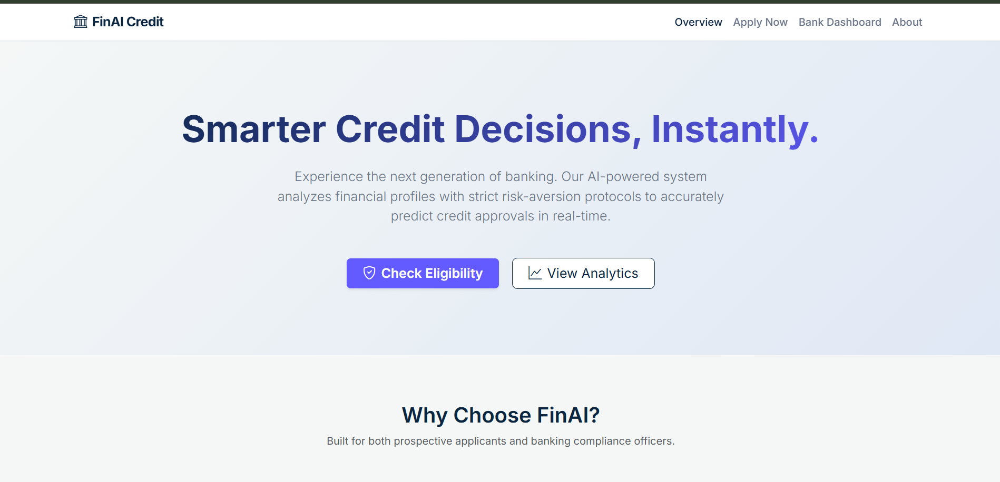 FinAI Credit
Overview
Apply Now
Bank Dashboard
About
Smarter Credit Decisions, Instantly.
Experience the next generation of banking. Our AI-powered system
analyzes financial profiles with strict risk-aversion protocols to accurately
predict credit approvals in real-time.
Check Eligibility
View Analytics
Why Choose FinAI?
Built for both prospective applicants and banking compliance officers.